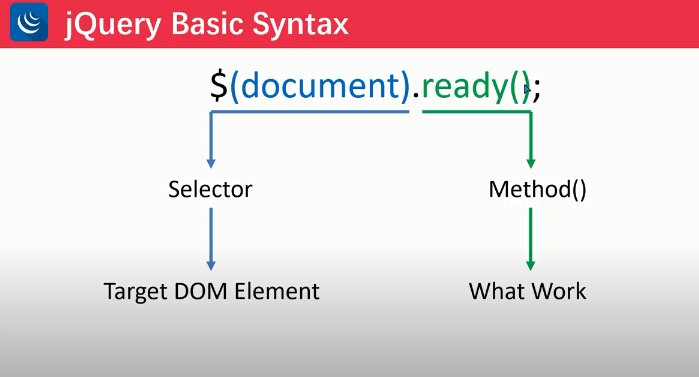 jQuery Basic Syntax
$(document).ready();
Selector
Method()
Target DOM Element
What Work